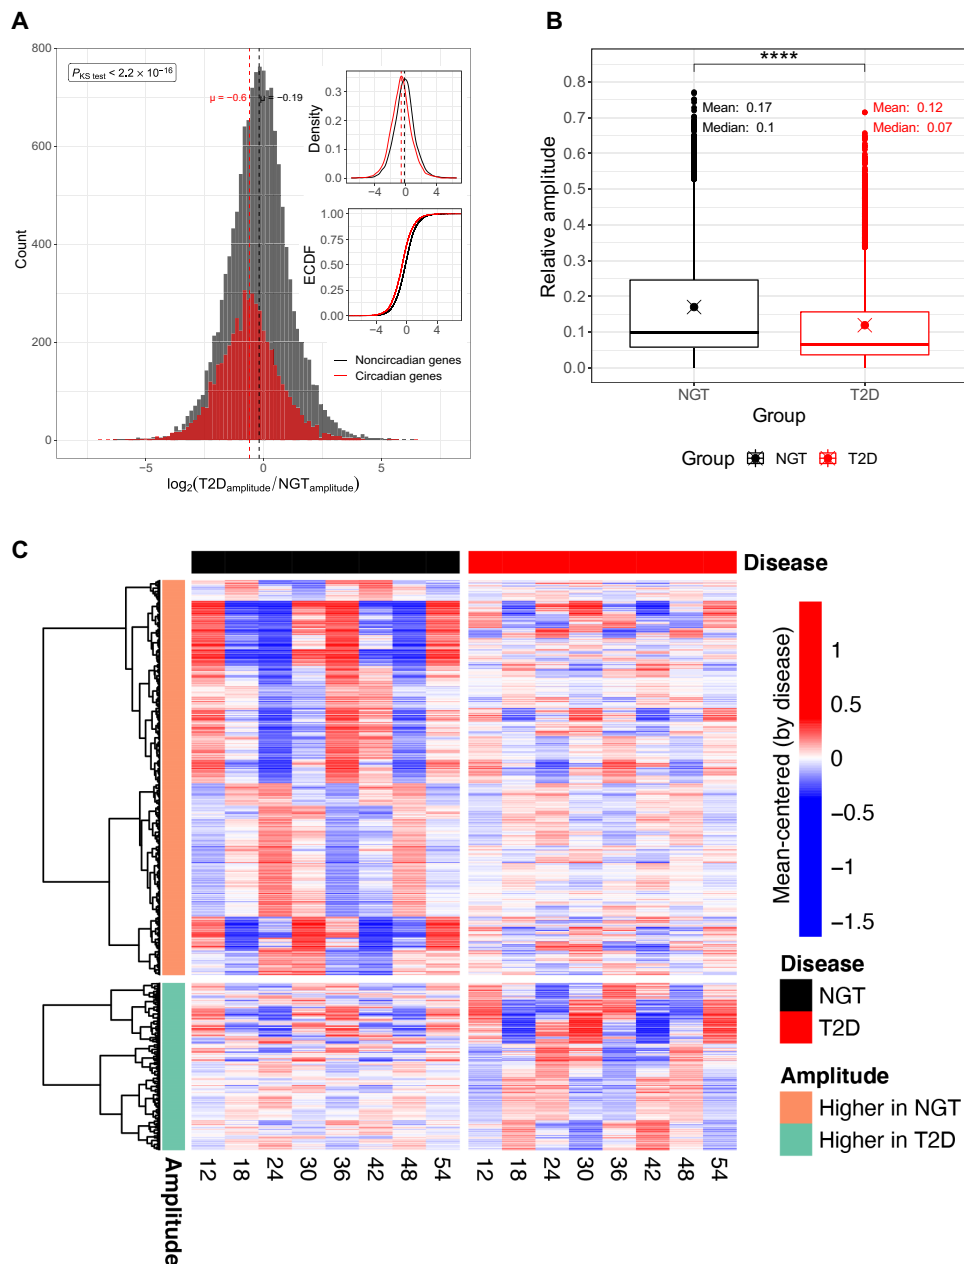 A
P_KS test < 2.2 × 10^−16
μ = −0.6
μ = −0.19
Count
800
600
400
200
0
−5
0
5
log2(T2D_amplitude/NGT_amplitude)
Density
0.3
0.2
0.1
0.0
−4
0
4
ECDF
1.00
0.75
0.50
0.25
0.00
−4
0
4
Noncircadian genes
Circadian genes
B
****
Mean: 0.17
Median: 0.1
Mean: 0.12
Median: 0.07
Relative amplitude
0.8
0.7
0.6
0.5
0.4
0.3
0.2
0.1
0.0
NGT
T2D
Group
Group NGT T2D
C
Disease
Mean-centered (by disease)
1
0.5
0
−0.5
−1
−1.5
Disease
NGT
T2D
Amplitude
Higher in NGT
Higher in T2D
Amplitude
12 18 24 30 36 42 48 54 12 18 24 30 36 42 48 54